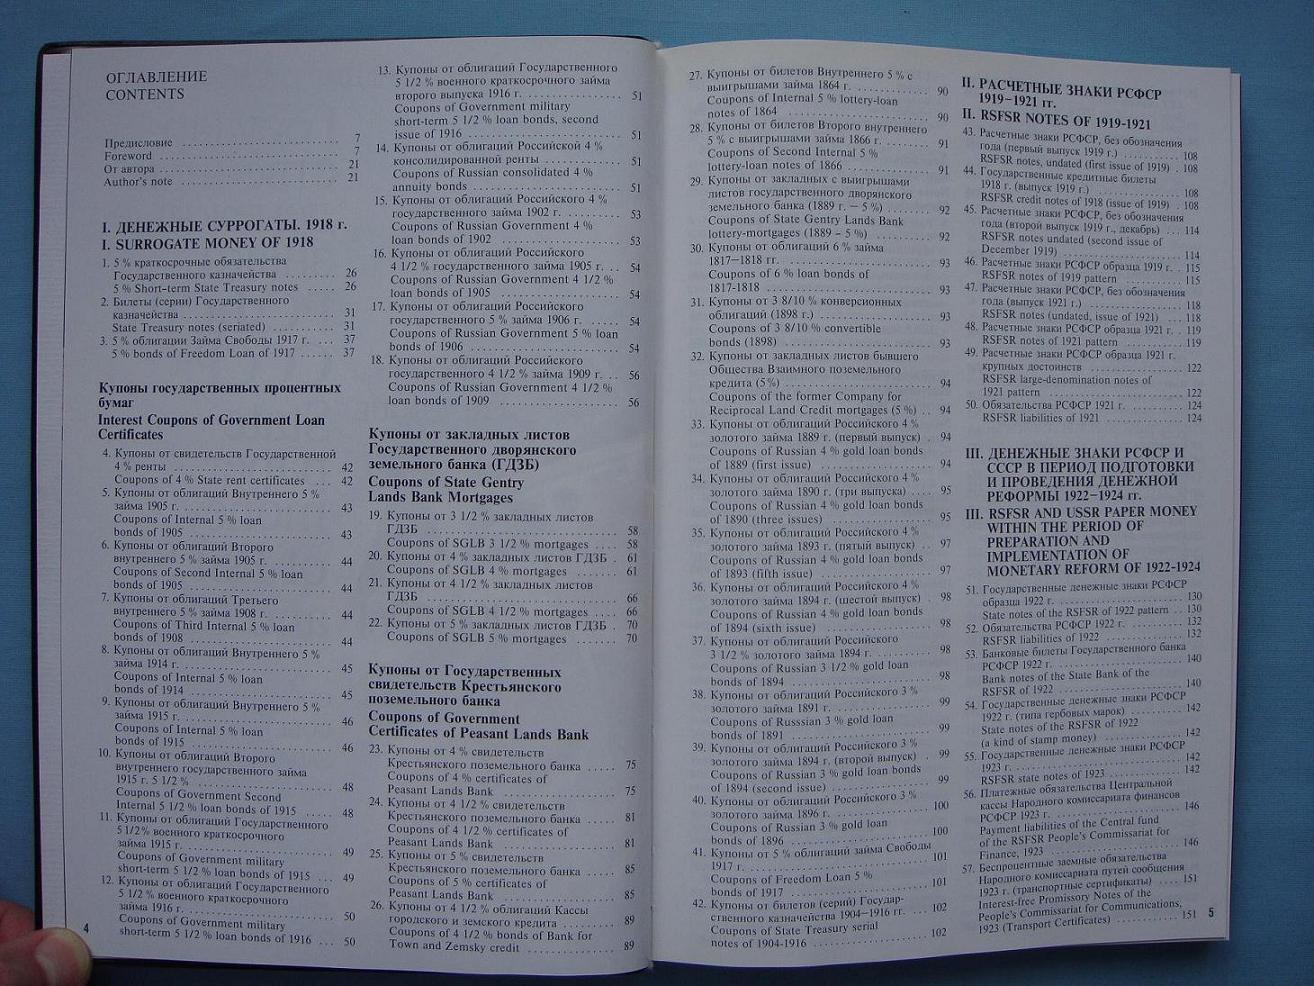 ОГЛАВЛЕНИЕ
CONTENTS
Предисловие ........ 7
Foreword ........ 7
От автора ........ 21
Author's note ........ 21
I. ДЕНЕЖНЫЕ СУРРОГАТЫ. 1918 г.
I. SURROGATE MONEY OF 1918
1. 5 % краткосрочные обязательства
Государственного казначейства ........ 26
5 % Short-term State Treasury notes ..... 26
2. Билеты (серии) Государственного
казначейства ........ 31
State Treasury notes (seriated) ........ 31
3. 5 % облигации Займа Свободы 1917 г. ... 37
5 % bonds of Freedom Loan of 1917 ...... 37
Купоны государственных процентных
бумаг
Interest Coupons of Government Loan
Certificates
4. Купоны от свидетельств Государственной
4 % ренты ........ 42
Coupons of 4 % State rent certificates ... 42
5. Купоны от облигаций Внутреннего 5 %
займа 1905 г. ........ 43
Coupons of Internal 5 % loan
bonds of 1905 ........ 43
6. Купоны от облигаций Второго
внутреннего 5 % займа 1905 г. ........ 44
Coupons of Second Internal 5 % loan
bonds of 1905 ........ 44
7. Купоны от облигаций Третьего
внутреннего 5 % займа 1908 г. ........ 44
Coupons of Third Internal 5 % loan
bonds of 1908 ........ 44
8. Купоны от облигаций Внутреннего 5 %
займа 1914 г. ........ 45
Coupons of Internal 5 % loan
bonds of 1914 ........ 45
9. Купоны от облигаций Внутреннего 5 %
займа 1915 г. ........ 46
Coupons of Internal 5 % loan
bonds of 1915 ........ 46
10. Купоны от облигаций Второго
внутреннего государственного займа
1915 г. 5 1/2 % ........ 48
Coupons of Government Second
Internal 5 1/2 % loan bonds of 1915 ..... 48
11. Купоны от облигаций Государственного
5 1/2% военного краткосрочного
займа 1915 г. ........ 49
Coupons of Government military
short-term 5 1/2 % loan bonds of 1915 ... 49
12. Купоны от облигаций Государственного
5 1/2 % военного краткосрочного
займа 1916 г. ........ 50
Coupons of Government military
short-term 5 1/2 % loan bonds of 1916 ... 50
4
13. Купоны от облигаций Государственного
5 1/2 % военного краткосрочного займа
второго выпуска 1916 г. ........ 51
Coupons of Government military
short-term 5 1/2 % loan bonds, second
issue of 1916 ........ 51
14. Купоны от облигаций Российской 4 %
консолидированной ренты ........ 51
Coupons of Russian consolidated 4 %
annuity bonds ........ 51
15. Купоны от облигаций Российского 4 %
государственного займа 1902 г. ........ 53
Coupons of Russian Government 4 %
loan bonds of 1902 ........ 53
16. Купоны от облигаций Российского
4 1/2 % государственного займа 1905 г. .. 54
Coupons of Russian Government 4 1/2 %
loan bonds of 1905 ........ 54
17. Купоны от облигаций Российского
государственного 5 % займа 1906 г. .... 54
Coupons of Russian Government 5 % loan
bonds of 1906 ........ 54
18. Купоны от облигаций Российского
государственного 4 1/2 % займа 1909 г. .. 56
Coupons of Russian Government 4 1/2 %
loan bonds of 1909 ........ 56
Купоны от закладных листов
Государственного дворянского
земельного банка (ГДЗБ)
Coupons of State Gentry
Lands Bank Mortgages
19. Купоны от 3 1/2 % закладных листов
ГДЗБ ........ 58
Coupons of SGLB 3 1/2 % mortgages .... 58
20. Купоны от 4 % закладных листов ГДЗБ . 61
Coupons of SGLB 4 % mortgages ...... 61
21. Купоны от 4 1/2 % закладных листов
ГДЗБ ........ 66
Coupons of SGLB 4 1/2 % mortgages .... 66
22. Купоны от 5 % закладных листов ГДЗБ . 70
Coupons of SGLB 5 % mortgages ...... 70
Купоны от Государственных
свидетельств Крестьянского
поземельного банка
Coupons of Government
Certificates of Peasant Lands Bank
23. Купоны от 4 % свидетельств
Крестьянского поземельного банка ..... 75
Coupons of 4 % certificates of
Peasant Lands Bank ........ 75
24. Купоны от 4 1/2 % свидетельств
Крестьянского поземельного банка ..... 81
Coupons of 4 1/2 % certificates of
Peasant Lands Bank ........ 81
25. Купоны от 5 % свидетельств
Крестьянского поземельного банка ..... 85
Coupons of 5 % certificates of
Peasant Lands Bank ........ 85
26. Купоны от 4 1/2 % облигаций Кассы
городского и земского кредита ........ 89
Coupons of 4 1/2 % bonds of Bank for
Town and Zemsky credit ........ 89
27. Купоны от билетов Внутреннего 5 % с
выигрышами займа 1864 г. ........ 90
Coupons of Internal 5 % lottery-loan
notes of 1864 ........ 90
28. Купоны от билетов Второго внутреннего
5 % с выигрышами займа 1866 г. ...... 91
Coupons of Second Internal 5 %
lottery-loan notes of 1866 ........ 91
29. Купоны от закладных с выигрышами
листов государственного дворянского
земельного банка (1889 г. — 5 %) ...... 92
Coupons of State Gentry Lands Bank
lottery-mortgages (1889 - 5 %) ........ 92
30. Купоны от облигаций 6 % займа
1817—1818 гг. ........ 93
Coupons of 6 % loan bonds of
1817-1818 ........ 93
31. Купоны от 3 8/10 % конверсионных
облигаций (1898 г.) ........ 93
Coupons of 3 8/10 % convertible
bonds (1898) ........ 93
32. Купоны от закладных листов бывшего
Общества Взаимного поземельного
кредита (5 %) ........ 94
Coupons of the former Company for
Reciprocal Land Credit mortgages (5 %) .. 94
33. Купоны от облигаций Российского 4 %
золотого займа 1889 г. (первый выпуск) . 94
Coupons of Russian 4 % gold loan bonds
of 1889 (first issue) ........ 94
34. Купоны от облигаций Российского 4 %
золотого займа 1890 г. (три выпуска) .... 95
Coupons of Russian 4 % gold loan bonds
of 1890 (three issues) ........ 95
35. Купоны от облигаций Российского 4 %
золотого займа 1893 г. (пятый выпуск) .. 97
Coupons of Russian 4 % gold loan bonds
of 1893 (fifth issue) ........ 97
36. Купоны от облигаций Российского 4 %
золотого займа 1894 г. (шестой выпуск) . 98
Coupons of Russian 4 % gold loan bonds
of 1894 (sixth issue) ........ 98
37. Купоны от облигаций Российского
3 1/2 % золотого займа 1894 г. ........ 98
Coupons of Russian 3 1/2 % gold loan
bonds of 1894 ........ 98
38. Купоны от облигаций Российского 3 %
золотого займа 1891 г. ........ 99
Coupons of Russsian 3 % gold loan
bonds of 1891 ........ 99
39. Купоны от облигаций Российского 3 %
золотого займа 1894 г. (второй выпуск) . 99
Coupons of Russian 3 % gold loan bonds
of 1894 (second issue) ........ 99
40. Купоны от облигаций Российского 3 %
золотого займа 1896 г. ........ 100
Coupons of Russian 3 % gold loan
bonds of 1896 ........ 100
41. Купоны от 5 % облигаций займа Свободы
1917 г. ........ 101
Coupons of Freedom Loan 5 %
bonds of 1917 ........ 101
42. Купоны от билетов (серии) Государ-
ственного казначейства 1904—1916 гг. ... 102
Coupons of State Treasury serial
notes of 1904-1916 ........ 102
II. РАСЧЕТНЫЕ ЗНАКИ РСФСР
1919—1921 гг.
II. RSFSR NOTES OF 1919-1921
43. Расчетные знаки РСФСР, без обозначения
года (первый выпуск 1919 г.) ........ 108
RSFSR notes, undated (first issue of 1919) . 108
44. Государственные кредитные билеты
1918 г. (выпуск 1919 г.) ........ 108
RSFSR credit notes of 1918 (issue of 1919) . 108
45. Расчетные знаки РСФСР, без обозначения
года (второй выпуск 1919 г., декабрь) ... 114
RSFSR notes undated (second issue of
December 1919) ........ 114
46. Расчетные знаки РСФСР образца 1919 г. . 115
RSFSR notes of 1919 pattern ........ 115
47. Расчетные знаки РСФСР, без обозначения
года (выпуск 1921 г.) ........ 118
RSFSR notes (undated, issue of 1921) .... 118
48. Расчетные знаки РСФСР образца 1921 г. . 119
RSFSR notes of 1921 pattern ........ 119
49. Расчетные знаки РСФСР образца 1921 г.
крупных достоинств ........ 122
RSFSR large-denomination notes of
1921 pattern ........ 122
50. Обязательства РСФСР 1921 г. ........ 124
RSFSR liabilities of 1921 ........ 124
III. ДЕНЕЖНЫЕ ЗНАКИ РСФСР И
СССР В ПЕРИОД ПОДГОТОВКИ
И ПРОВЕДЕНИЯ ДЕНЕЖНОЙ
РЕФОРМЫ 1922—1924 гг.
III. RSFSR AND USSR PAPER MONEY
WITHIN THE PERIOD OF
PREPARATION AND
IMPLEMENTATION OF
MONETARY REFORM OF 1922-1924
51. Государственные денежные знаки РСФСР
образца 1922 г. ........ 130
State notes of the RSFSR of 1922 pattern .. 130
52. Обязательства РСФСР 1922 г. ........ 132
RSFSR liabilities of 1922 ........ 132
53. Банковые билеты Государственного банка
РСФСР 1922 г. ........ 140
Bank notes of the State Bank of the
RSFSR of 1922 ........ 140
54. Государственные денежные знаки РСФСР
1922 г. (типа гербовых марок) ........ 142
State notes of the RSFSR of 1922
(a kind of stamp money) ........ 142
55. Государственные денежные знаки РСФСР
1923 г. ........ 142
RSFSR state notes of 1923 ........ 142
56. Платежные обязательства Центральной
кассы Народного комиссариата финансов
РСФСР 1923 г. ........ 146
Payment liabilities of the Central fund
of the RSFSR People's Commissariat for
Finance, 1923 ........ 146
57. Беспроцентные заемные обязательства
Народного комиссариата путей сообщения
1923 г. (транспортные сертификаты) .... 151
Interest-free Promissory Notes of the
People's Commissariat for Communications,
1923 (Transport Certificates) ........ 151
5